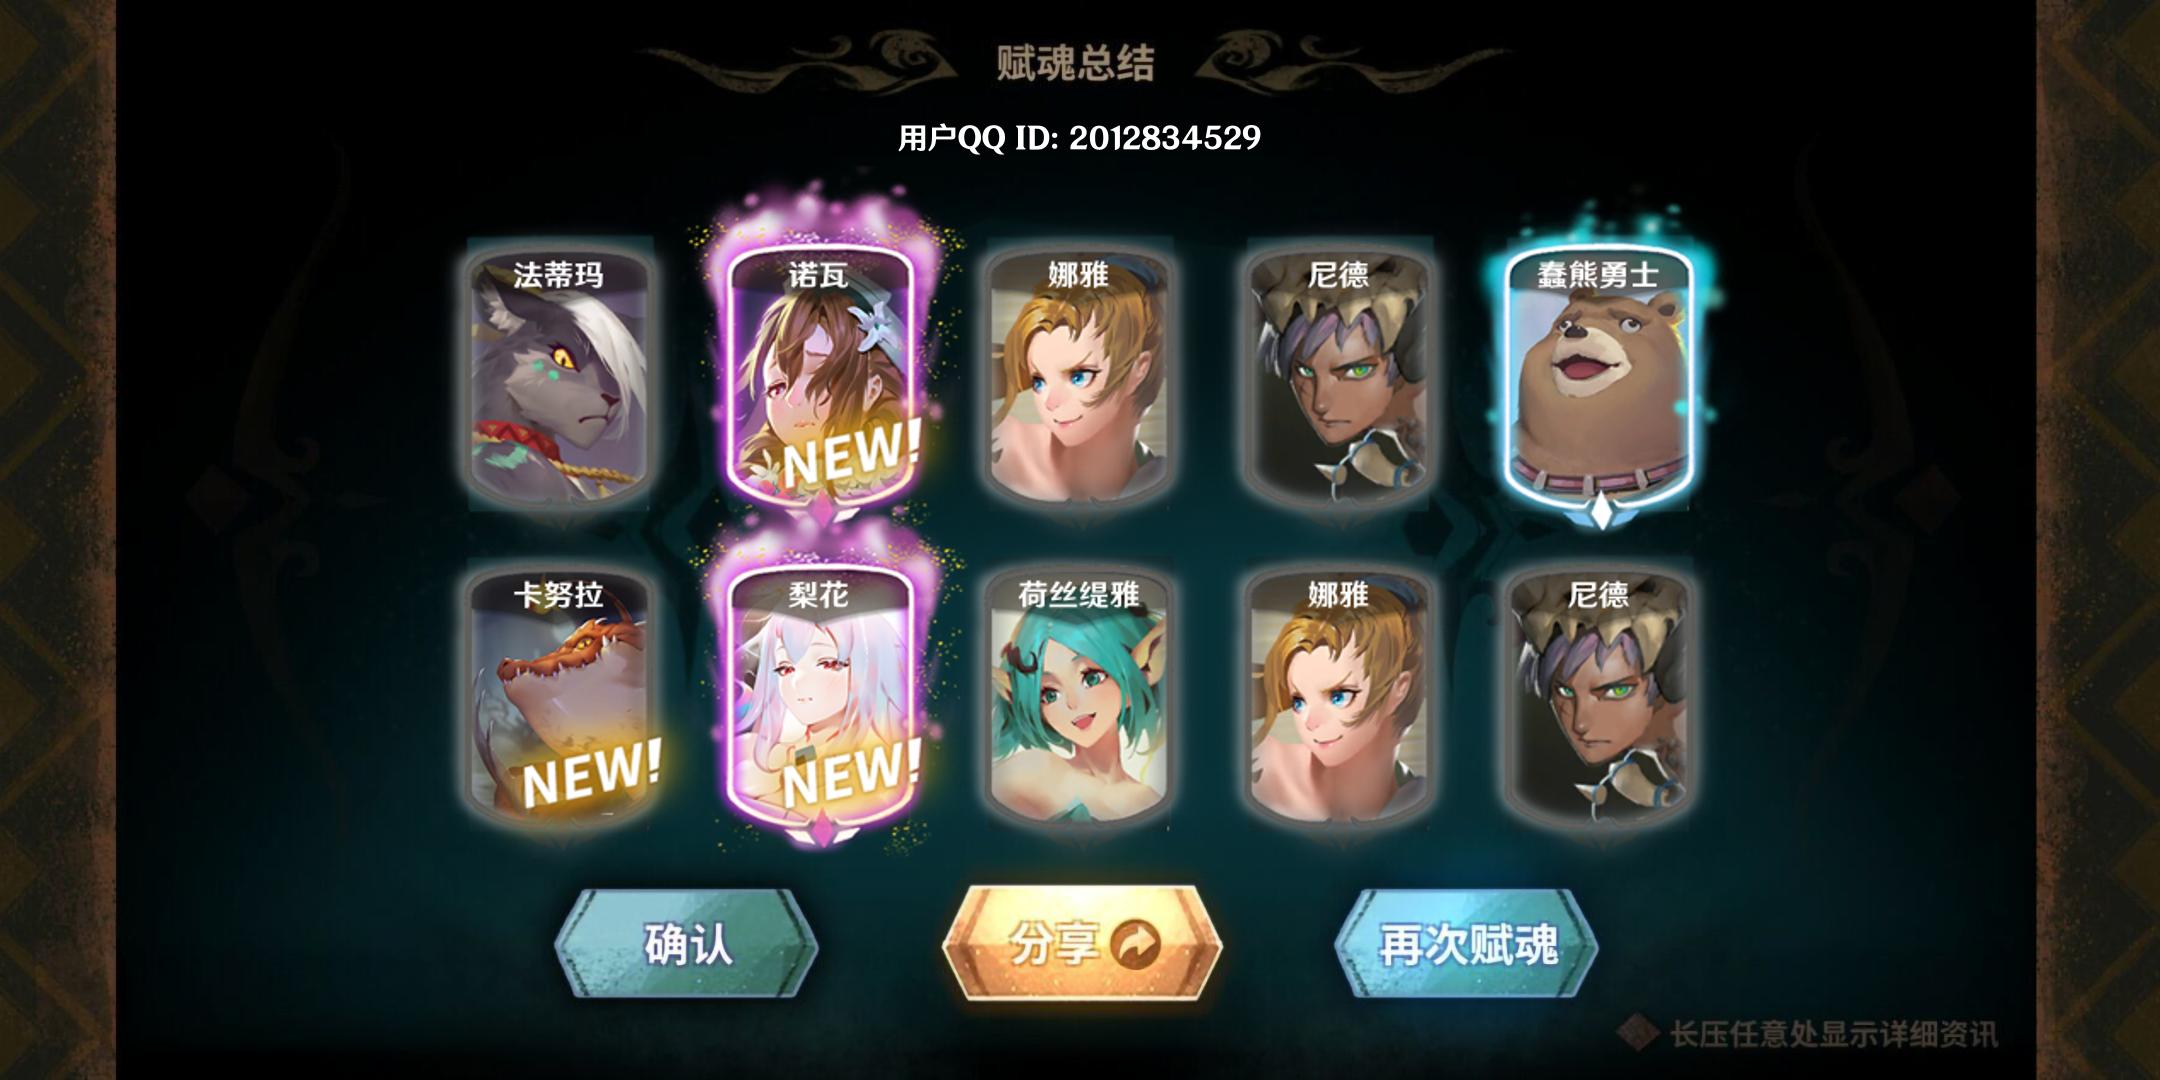 赋魂总结
用户QQ ID: 2012834529
法蒂玛 诺瓦 娜雅 尼德 蠢熊勇士
NEW!
卡努拉 梨花 荷丝缇雅 娜雅 尼德
NEW! NEW!
确认 分享 再次赋魂
长压任意处显示详细资讯